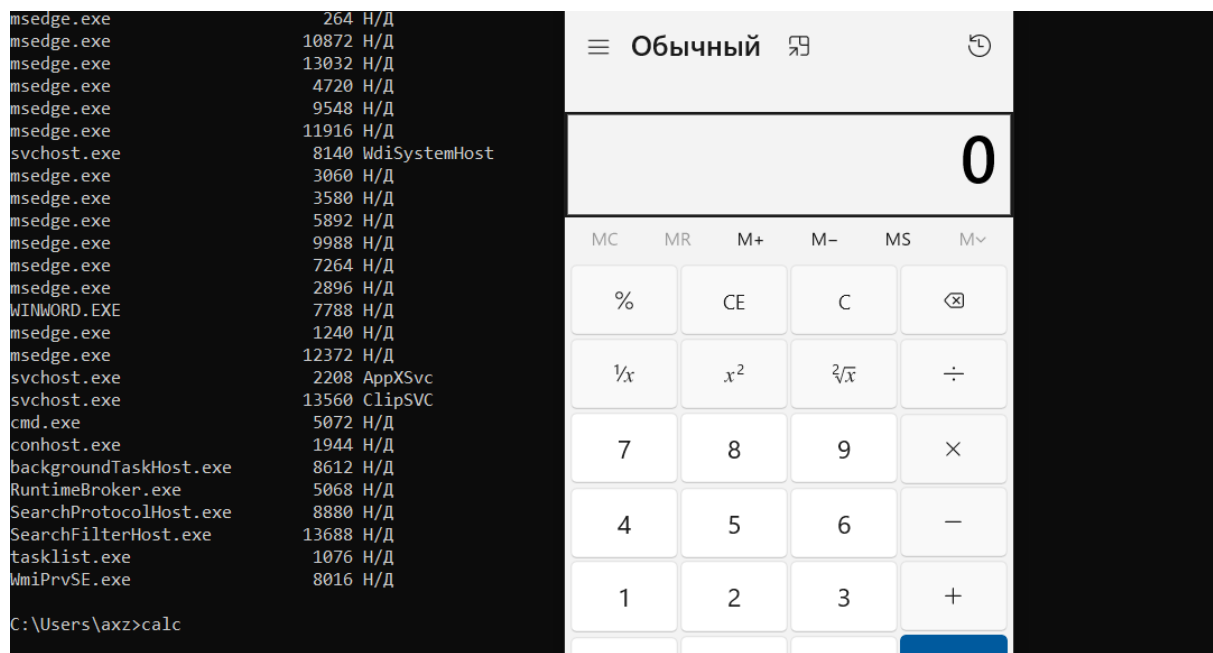 msedge.exe 264 Н/Д
msedge.exe 10872 Н/Д
msedge.exe 13032 Н/Д
msedge.exe 4720 Н/Д
msedge.exe 9548 Н/Д
msedge.exe 11916 Н/Д
svchost.exe 8140 WdiSystemHost
msedge.exe 3060 Н/Д
msedge.exe 3580 Н/Д
msedge.exe 5892 Н/Д
msedge.exe 9988 Н/Д
msedge.exe 7264 Н/Д
msedge.exe 2896 Н/Д
WINWORD.EXE 7788 Н/Д
msedge.exe 1240 Н/Д
msedge.exe 12372 Н/Д
svchost.exe 2208 AppXSvc
svchost.exe 13560 ClipSVC
cmd.exe 5072 Н/Д
conhost.exe 1944 Н/Д
backgroundTaskHost.exe 8612 Н/Д
RuntimeBroker.exe 5068 Н/Д
SearchProtocolHost.exe 8880 Н/Д
SearchFilterHost.exe 13688 Н/Д
tasklist.exe 1076 Н/Д
WmiPrvSE.exe 8016 Н/Д
C:\Users\axz>calc
Обычный
0
MC MR M+ M− MS M
% CE C
¹/x x² ²√x ÷
7 8 9 ×
4 5 6 −
1 2 3 +